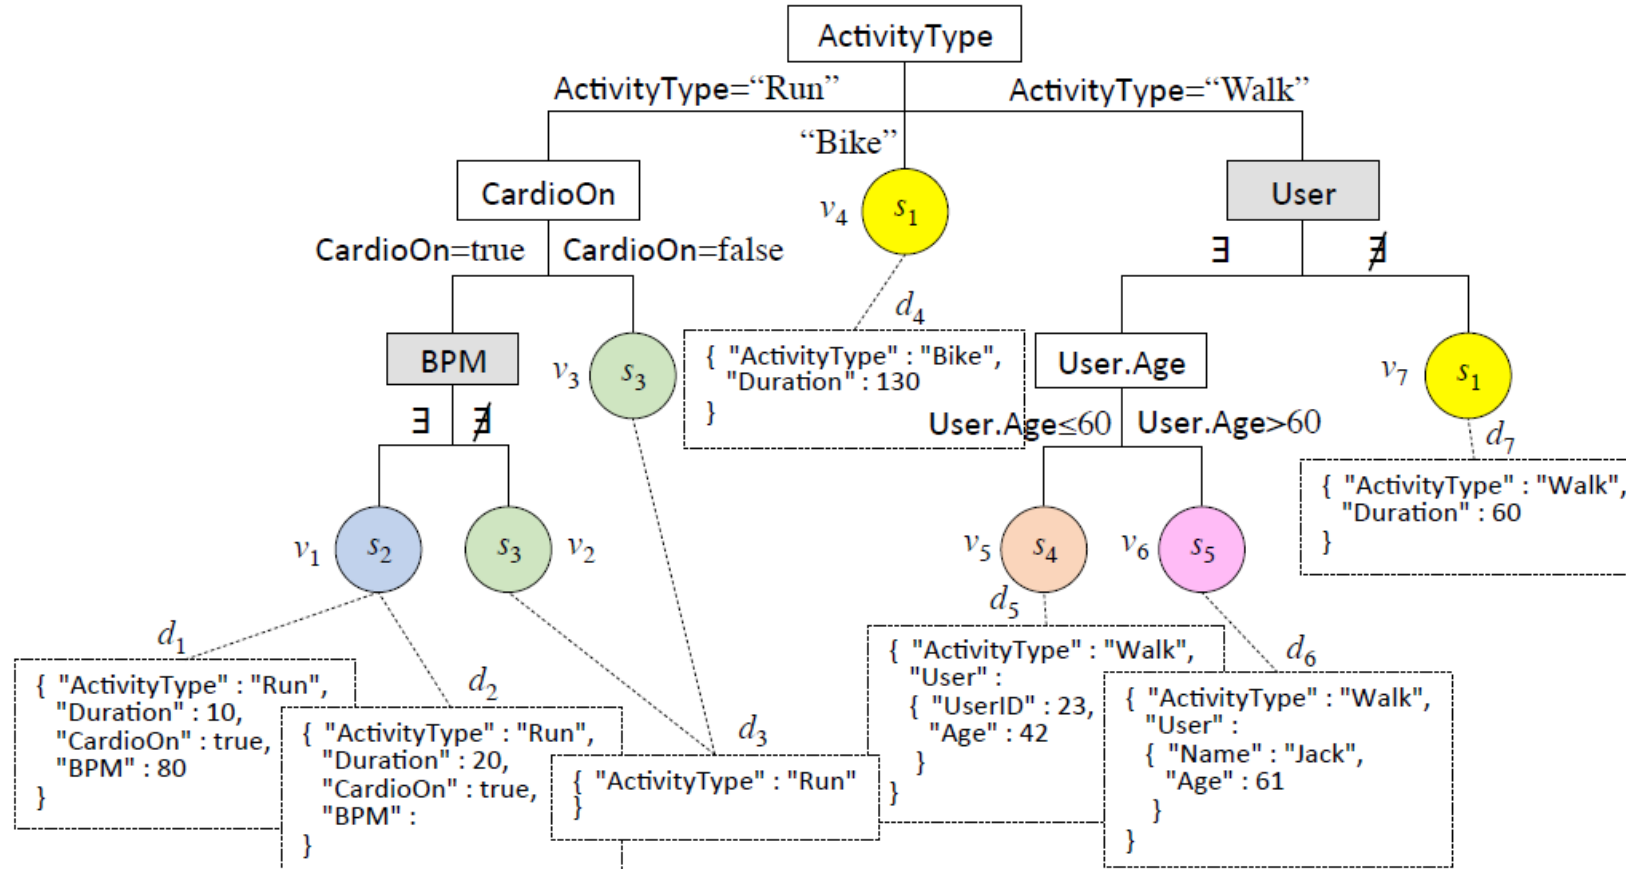 ActivityType
ActivityType=“Run”
ActivityType=“Walk”
“Bike”
CardioOn
v4
s1
User
CardioOn=true
CardioOn=false
∃
∄
d4
BPM
v3
s3
{ "ActivityType" : "Bike",
"Duration" : 130
}
User.Age
v7
s1
∃
∄
User.Age≤60
User.Age>60
d7
{ "ActivityType" : "Walk",
"Duration" : 60
}
v1
s2
s3
v2
v5
s4
v6
s5
d1
{ "ActivityType" : "Run",
"Duration" : 10,
"CardioOn" : true,
"BPM" : 80
}
d2
{ "ActivityType" : "Run",
"Duration" : 20,
"CardioOn" : true,
"BPM" :
}
d3
{ "ActivityType" : "Run"
}
d5
{ "ActivityType" : "Walk",
"User" :
{ "UserID" : 23,
"Age" : 42
}
}
d6
{ "ActivityType" : "Walk",
"User" :
{ "Name" : "Jack",
"Age" : 61
}
}